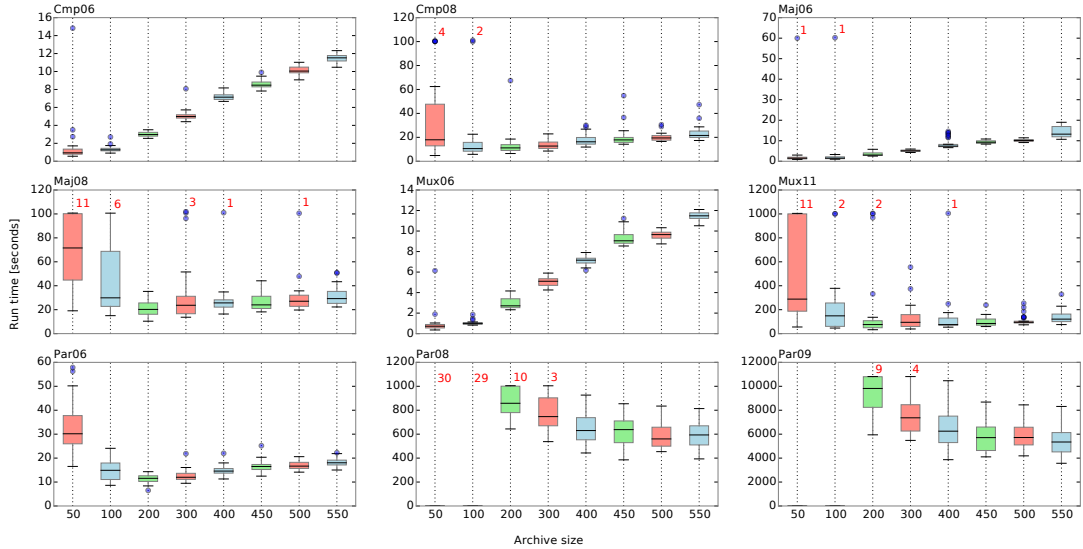 Cmp06 Cmp08 Maj06
16 14 12 10 8 6 4 2 0
120 100 80 60 40 20 0
4 2
70 60 50 40 30 20 10 0
1 1
Maj08 Mux06 Mux11
120 100 80 60 40 20 0
11 6 3 1 1
14 12 10 8 6 4 2 0
1200 1000 800 600 400 200 0
11 2 2 1
Run time [seconds]
Par06 Par08 Par09
60 50 40 30 20 10 0
1200 1000 800 600 400 200 0
30 29 10 3
12000 10000 8000 6000 4000 2000 0
9 4
50 100 200 300 400 450 500 550
50 100 200 300 400 450 500 550
50 100 200 300 400 450 500 550
Archive size